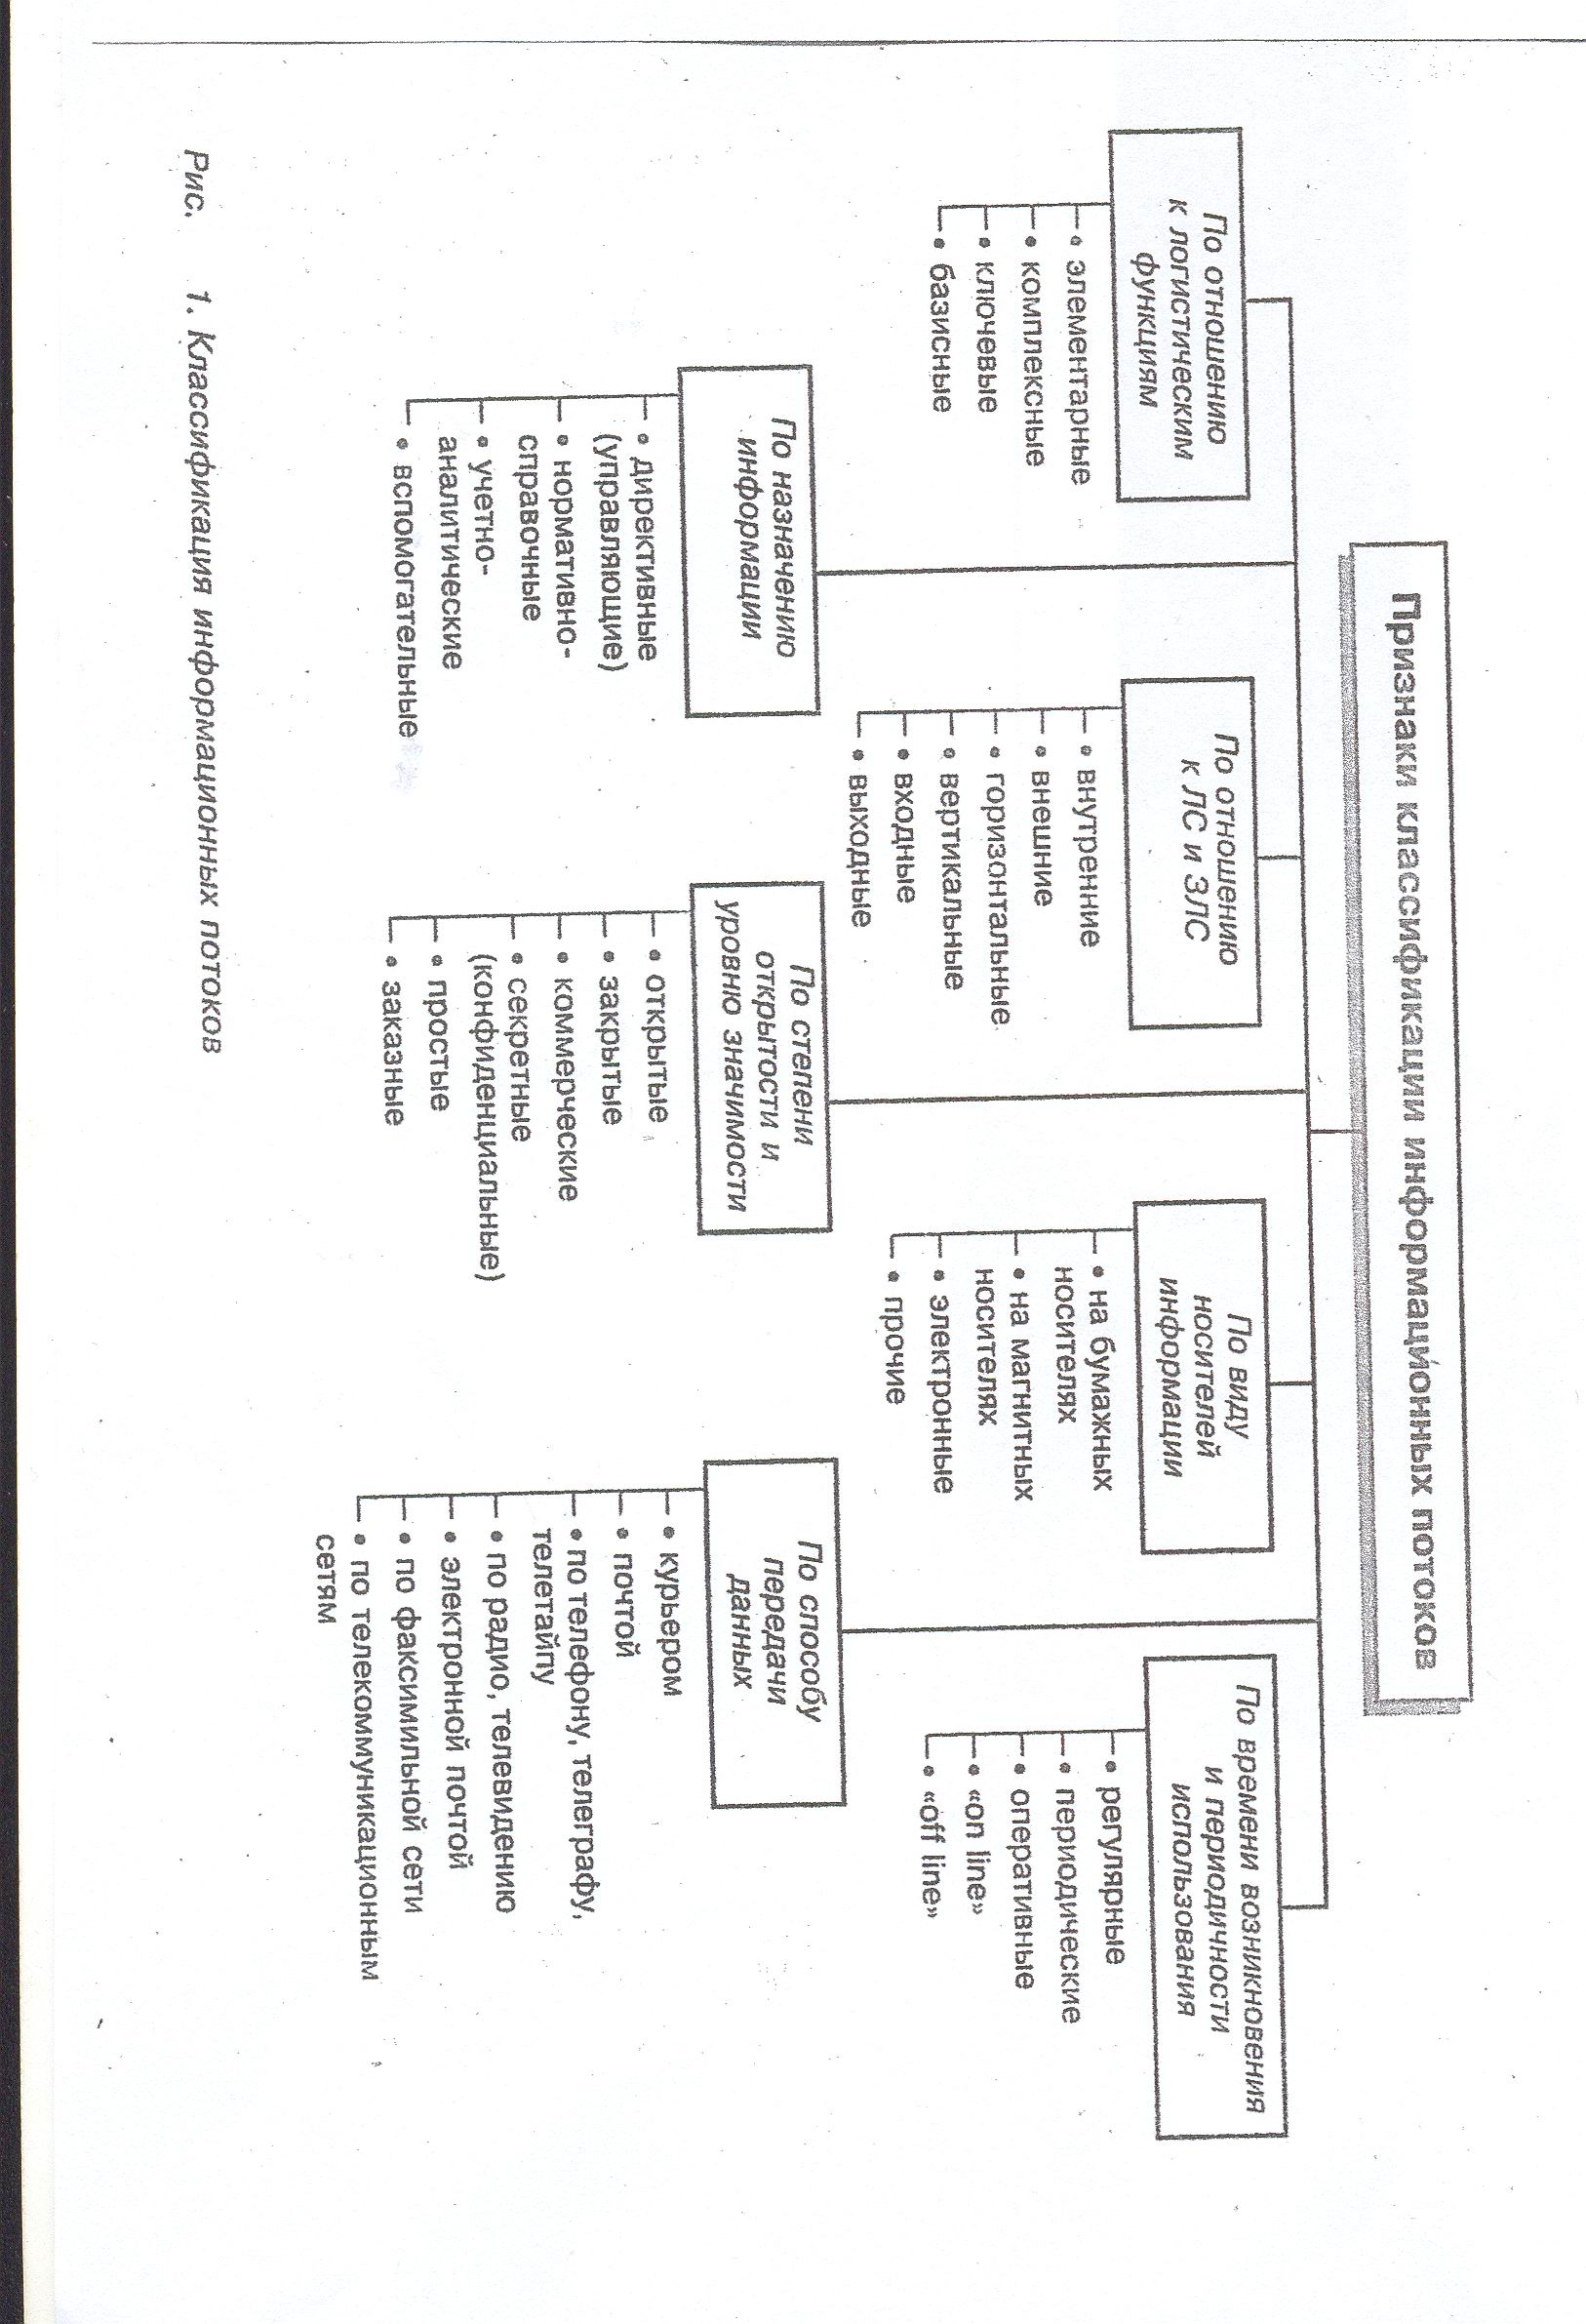 Признаки классификации информационных потоков
По отношению
к логистическим
функциям
• элементарные
• комплексные
• ключевые
• базисные
По отношению
к ЛС и ЗЛС
• внутренние
• внешние
• горизонтальные
• вертикальные
• входные
• выходные
По виду
носителей
информации
• на бумажных
носителях
• на магнитных
носителях
• электронные
• прочие
По времени возникновения
и периодичности
использования
• регулярные
• периодические
• оперативные
• «on line»
• «off line»
По назначению
информации
• директивные
(управляющие)
• нормативно-
справочные
• учетно-
аналитические
• вспомогательные
По степени
открытости и
уровню значимости
• открытые
• закрытые
• коммерческие
• секретные
(конфиденциальные)
• простые
• заказные
По способу
передачи
данных
• курьером
• почтой
• по телефону, телеграфу,
телетайпу
• по радио, телевидению
• электронной почтой
• по факсимильной сети
• по телекоммуникационным
сетям
Рис. 1. Классификация информационных потоков